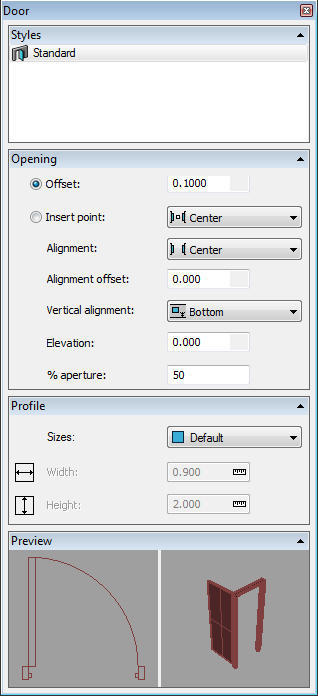 Door
Styles
Standard
Opening
Offset: 0.1000
Insert point: Center
Alignment: Center
Alignment offset: 0.000
Vertical alignment: Bottom
Elevation: 0.000
% aperture: 50
Profile
Sizes: Default
Width: 0.900
Height: 2.000
Preview